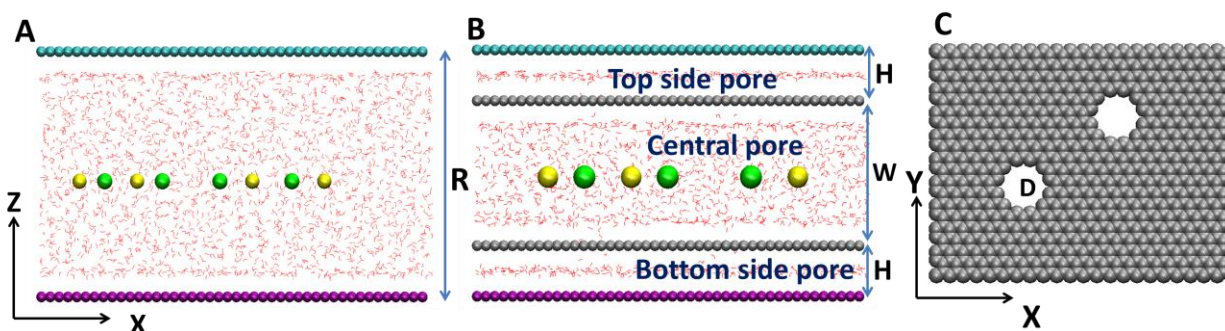 A
Z
X
R
B
Top side pore
H
Central pore
W
Bottom side pore
H
C
D
Y
X